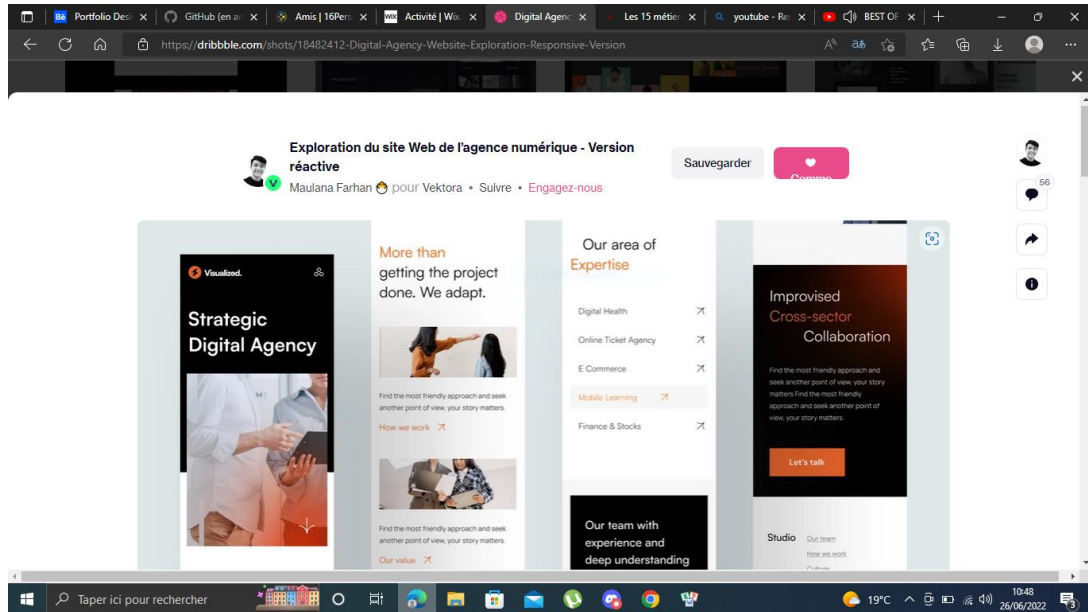 Portfolio Desi
GitHub (en an
Amis | 16Pers
Activité | Wix.
Digital Agenc
Les 15 métier
youtube - Re
BEST OF
https://dribbble.com/shots/18482412-Digital-Agency-Website-Exploration-Responsive-Version
Exploration du site Web de l'agence numérique - Version
réactive
Maulana Farhan pour Vektora • Suivre • Engagez-nous
Sauvegarder
56
Visualized.
Strategic
Digital Agency
More than
getting the project
done. We adapt.
Find the most friendly approach and seek
another point of view, your story matters.
How we work
Find the most friendly approach and seek
another point of view, your story matters.
Our value
Our area of
Expertise
Digital Health
Online Ticket Agency
E Commerce
Mobile Learning
Finance & Stocks
Our team with
experience and
deep understanding
Improvised
Cross-sector
Collaboration
Find the most friendly approach and
seek another point of view, your story
matters Find the most friendly
approach and seek another point of
view, your story matters.
Let's talk
Studio
Our team
How we work
Culture
Taper ici pour rechercher
19°C
10:48
26/06/2022